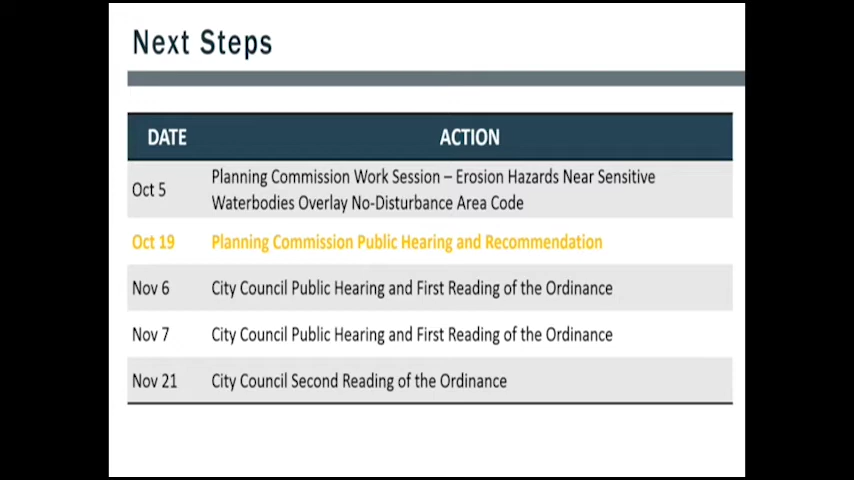 Next Steps
DATE ACTION
Oct 5 Planning Commission Work Session – Erosion Hazards Near Sensitive
Waterbodies Overlay No-Disturbance Area Code
Oct 19 Planning Commission Public Hearing and Recommendation
Nov 6 City Council Public Hearing and First Reading of the Ordinance
Nov 7 City Council Public Hearing and First Reading of the Ordinance
Nov 21 City Council Second Reading of the Ordinance